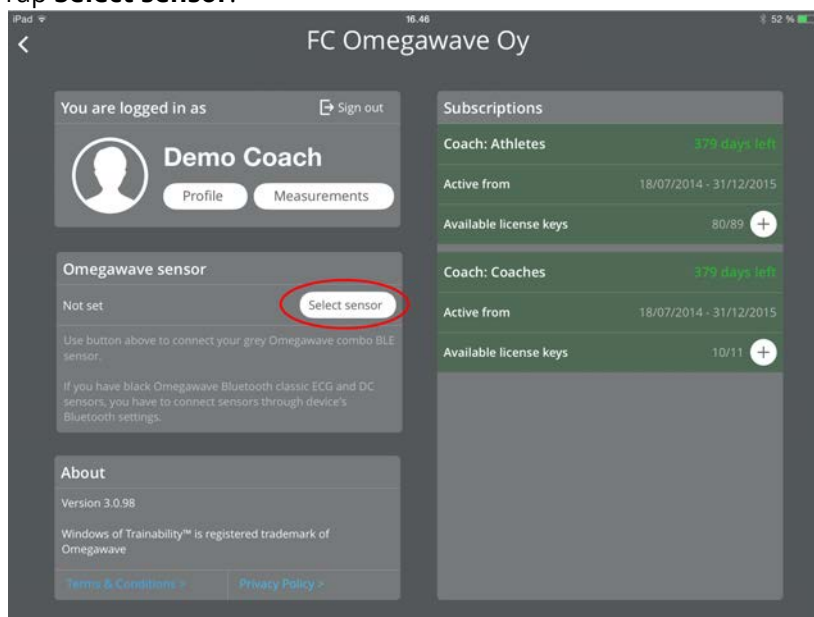 Tap Select sensor.
iPad 16.46 52 %
FC Omegawave Oy
You are logged in as Sign out
Demo Coach
Profile Measurements
Omegawave sensor
Not set Select sensor
Use button above to connect your grey Omegawave combo BLE
sensor.
If you have black Omegawave Bluetooth classic ECG and DC
sensors, you have to connect sensors through device's
Bluetooth settings.
About
Version 3.0.98
Windows of Trainability™ is registered trademark of
Omegawave
Terms & Conditions > Privacy Policy >
Subscriptions
Coach: Athletes 379 days left
Active from 18/07/2014 - 31/12/2015
Available license keys 80/89 +
Coach: Coaches 379 days left
Active from 18/07/2014 - 31/12/2015
Available license keys 10/11 +